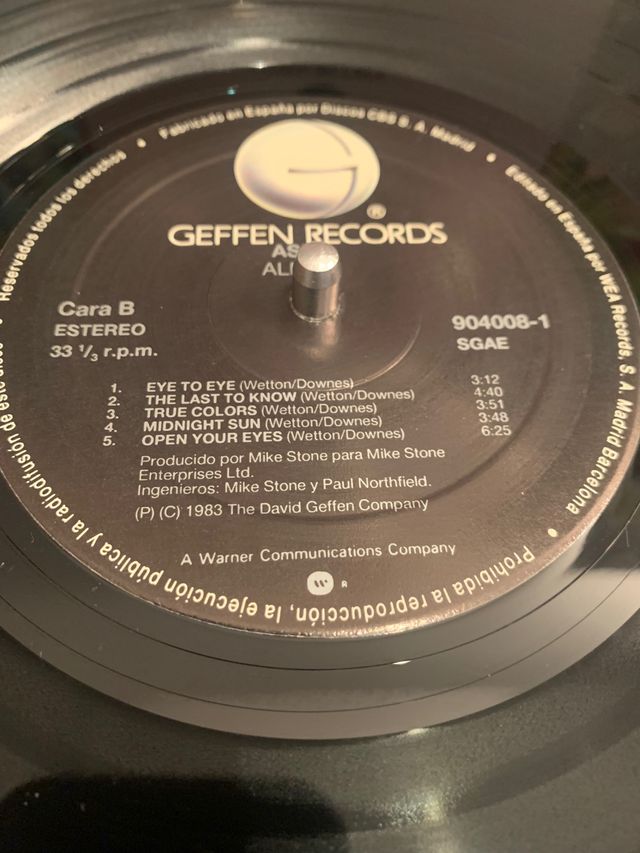 Fabricado en España por Discos CBS S. A. Madrid • Editado en España por WEA Records, S. A. Madrid Barcelona •
Prohibida la reproducción, la ejecución pública y la radiodifusión de este disco • Reservados todos los derechos •
G
®
GEFFEN RECORDS
AS
AL
Cara B
ESTEREO
33 1/3 r.p.m.
904008-1
SGAE
1. EYE TO EYE (Wetton/Downes) 3:12
2. THE LAST TO KNOW (Wetton/Downes) 4:40
3. TRUE COLORS (Wetton/Downes) 3:51
4. MIDNIGHT SUN (Wetton/Downes) 3:48
5. OPEN YOUR EYES (Wetton/Downes) 6:25
Producido por Mike Stone para Mike Stone
Enterprises Ltd.
Ingenieros: Mike Stone y Paul Northfield.
(P) (C) 1983 The David Geffen Company
A Warner Communications Company